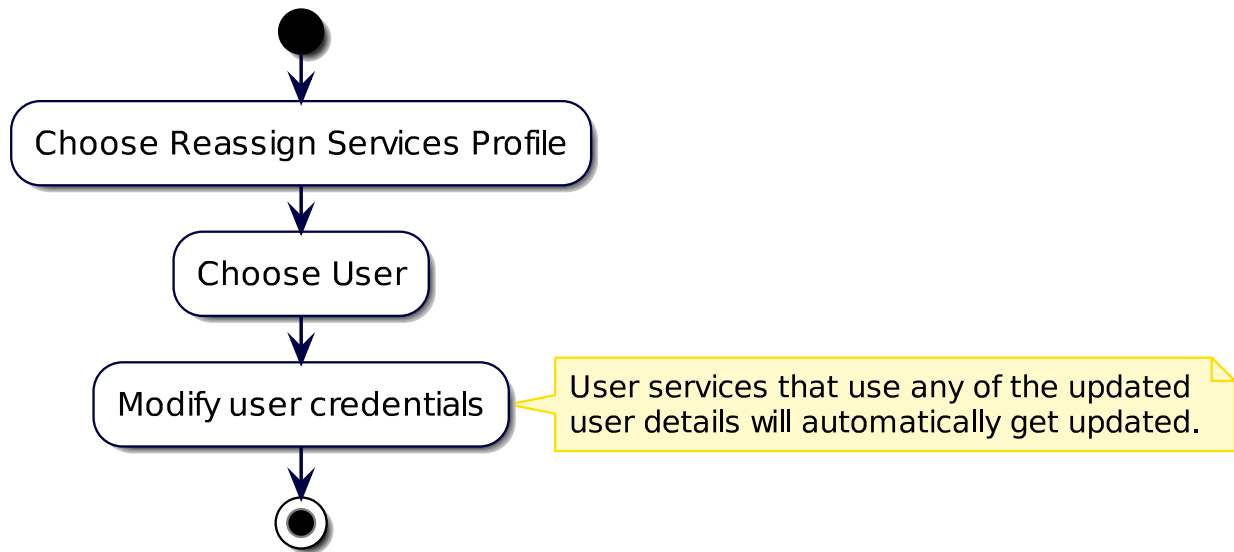 Choose Reassign Services Profile
Choose User
Modify user credentials
User services that use any of the updated
user details will automatically get updated.